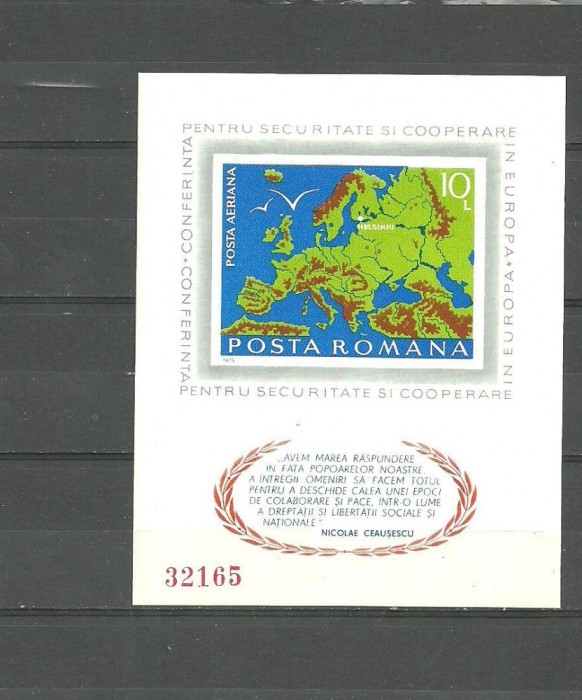 PENTRU SECURITATE SI COOPERARE
IN EUROPA • CONFERINTA
PENTRU SECURITATE SI COOPERARE
IN EUROPA • CONFERINTA
POSTA AERIANA
10 L
HELSINKI
POSTA ROMANA
1975
„AVEM MAREA RĂSPUNDERE
IN FAȚA POPOARELOR NOASTRE,
A ÎNTREGII OMENIRI SĂ FACEM TOTUL
PENTRU A DESCHIDE CALEA UNEI EPOCI
DE COLABORARE ȘI PACE, ÎNTR-O LUME
A DREPTĂȚII SI LIBERTĂȚII SOCIALE ȘI
NAȚIONALE"
NICOLAE CEAUȘESCU
32165